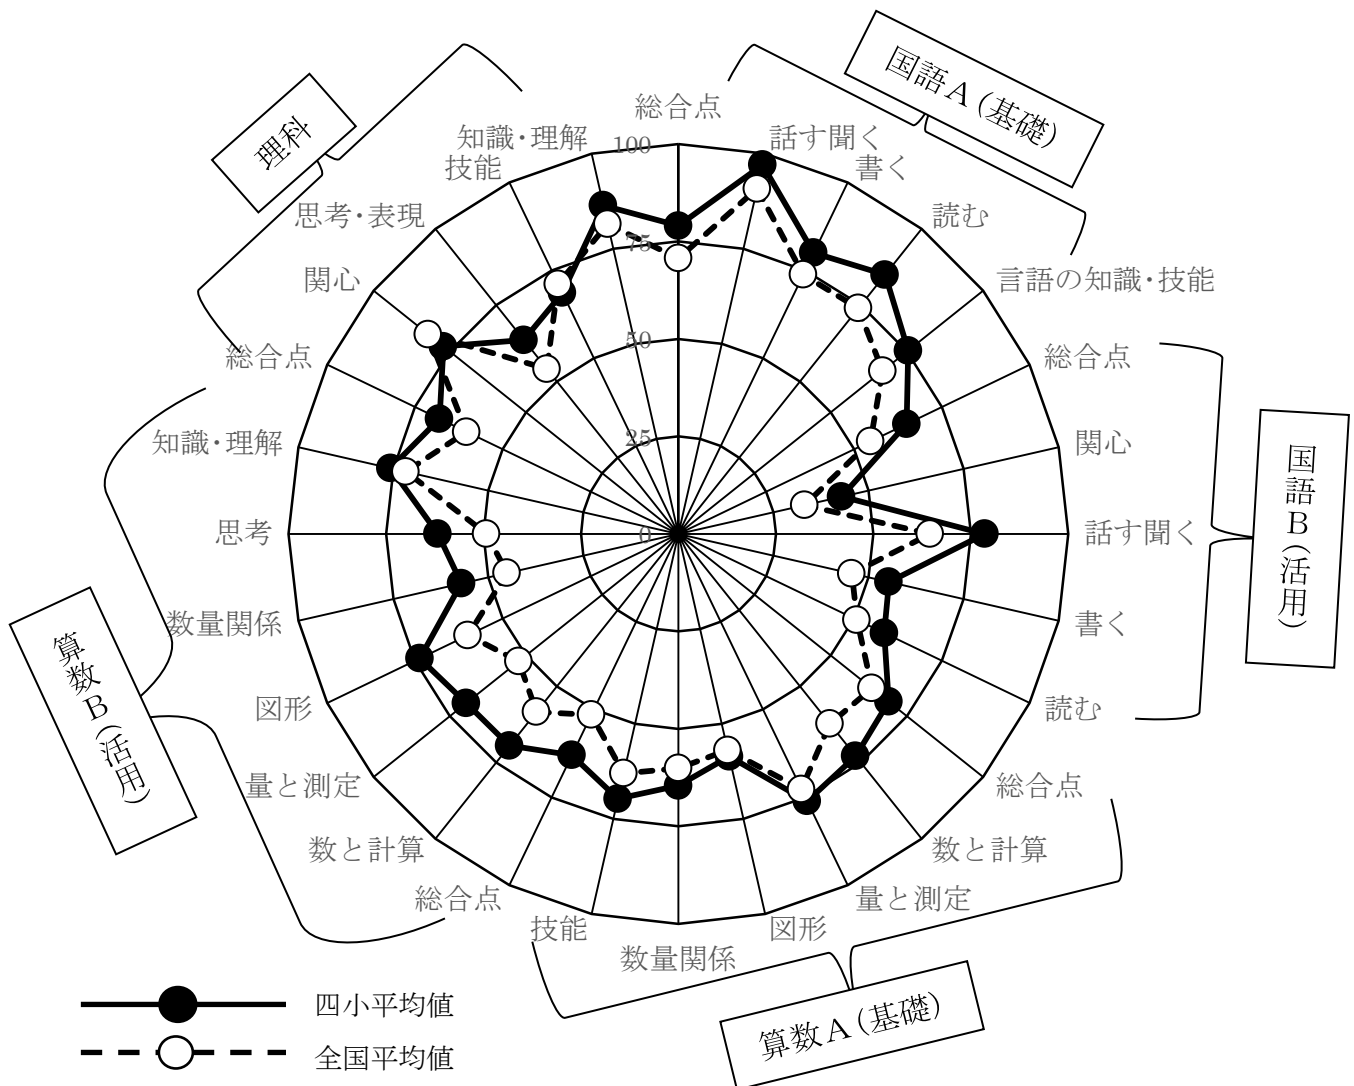 国語A(基礎)
理科
総合点
話す聞く
書く
読む
言語の知識・技能
総合点
関心
話す聞く
書く
読む
総合点
数と計算
量と測定
図形
数量関係
技能
総合点
数と計算
量と測定
図形
数量関係
思考
知識・理解
総合点
関心
思考・表現
技能
知識・理解
100
75
50
25
0
国語B(活用)
算数B(活用)
算数A(基礎)
四小平均値
全国平均値